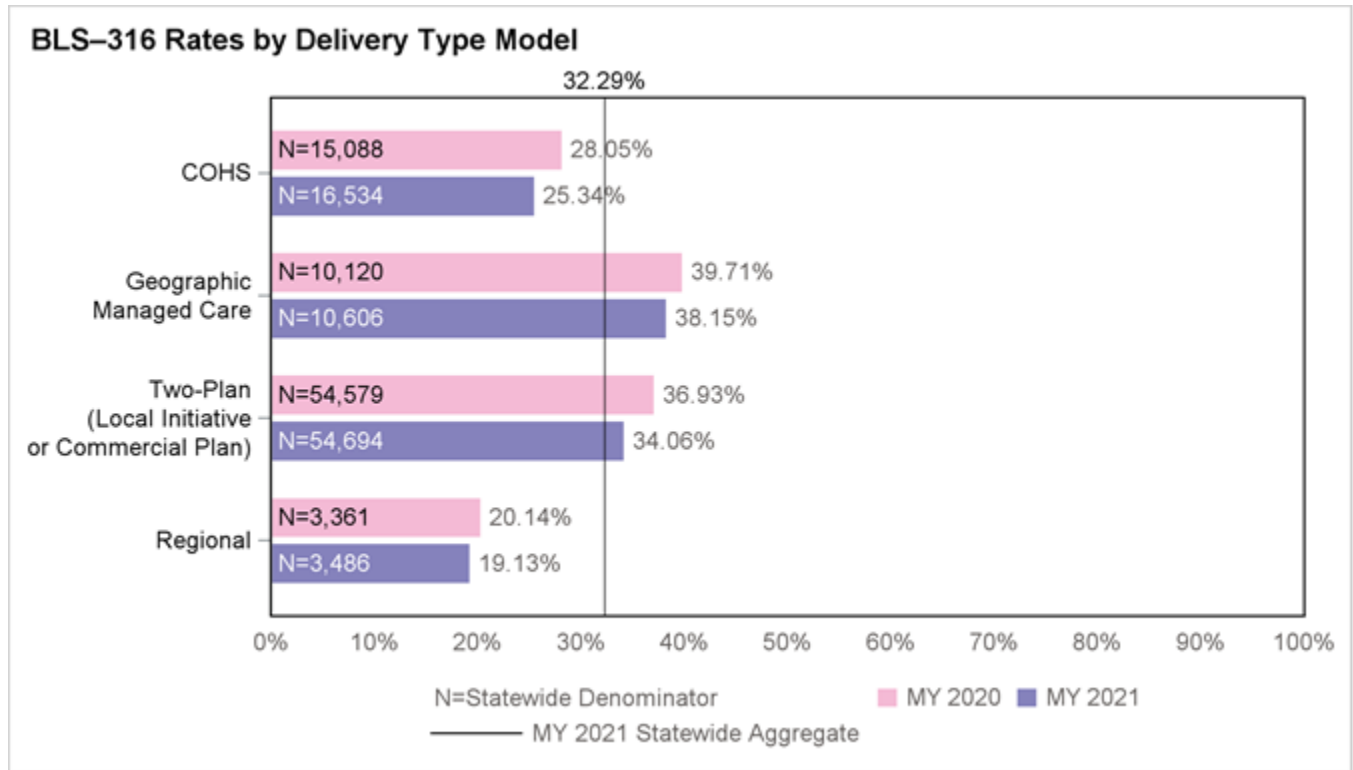 BLS–316 Rates by Delivery Type Model
32.29%
COHS
N=15,088
28.05%
N=16,534
25.34%
Geographic
Managed Care
N=10,120
39.71%
N=10,606
38.15%
Two-Plan
(Local Initiative
or Commercial Plan)
N=54,579
36.93%
N=54,694
34.06%
Regional
N=3,361
20.14%
N=3,486
19.13%
0% 10% 20% 30% 40% 50% 60% 70% 80% 90% 100%
N=Statewide Denominator MY 2020 MY 2021
MY 2021 Statewide Aggregate